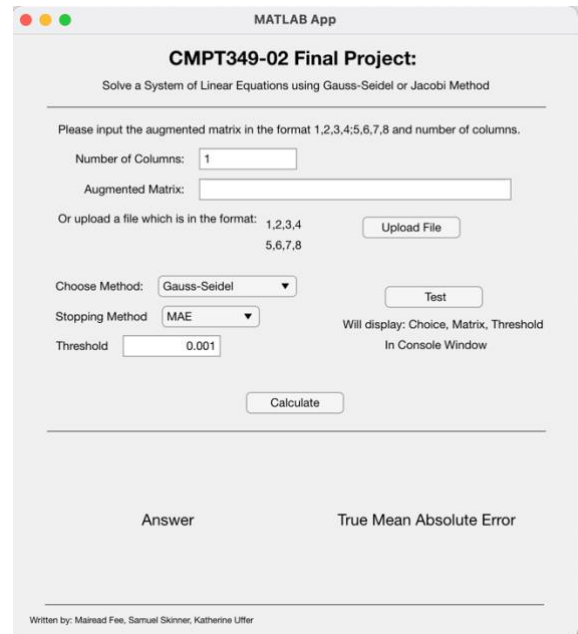 MATLAB App
CMPT349-02 Final Project:
Solve a System of Linear Equations using Gauss-Seidel or Jacobi Method
Please input the augmented matrix in the format 1,2,3,4;5,6,7,8 and number of columns.
Number of Columns: 1
Augmented Matrix:
Or upload a file which is in the format: 1,2,3,4
5,6,7,8
Upload File
Choose Method: Gauss-Seidel
Test
Stopping Method MAE
Will display: Choice, Matrix, Threshold
In Console Window
Threshold 0.001
Calculate
Answer True Mean Absolute Error
Written by: Mairead Fee, Samuel Skinner, Katherine Uffer